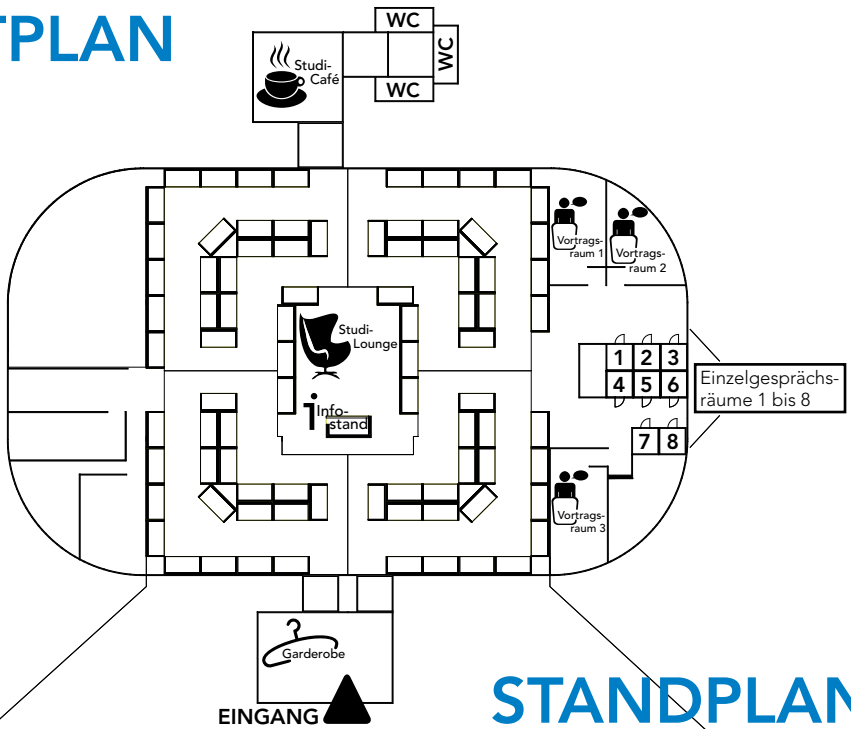 TPLAN
WC
WC
WC
Studi-
Café
Vortrags-
raum 1
Vortrags-
raum 2
Studi-
Lounge
Info-
stand
1 2 3
4 5 6
7 8
Einzelgesprächs-
räume 1 bis 8
Vortrags-
raum 3
Garderobe
EINGANG
STANDPLAN